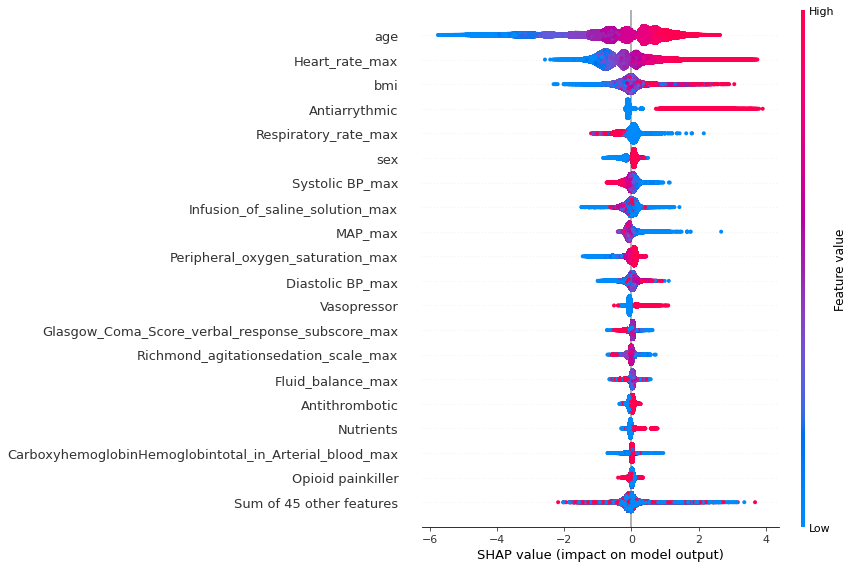 High
age
Heart_rate_max
bmi
Antiarrythmic
Respiratory_rate_max
sex
Systolic BP_max
Infusion_of_saline_solution_max
MAP_max
Peripheral_oxygen_saturation_max
Diastolic BP_max
Vasopressor
Glasgow_Coma_Score_verbal_response_subscore_max
Richmond_agitationsedation_scale_max
Fluid_balance_max
Antithrombotic
Nutrients
CarboxyhemoglobinHemoglobintotal_in_Arterial_blood_max
Opioid painkiller
Sum of 45 other features
Feature value
Low
−6 −4 −2 0 2 4
SHAP value (impact on model output)